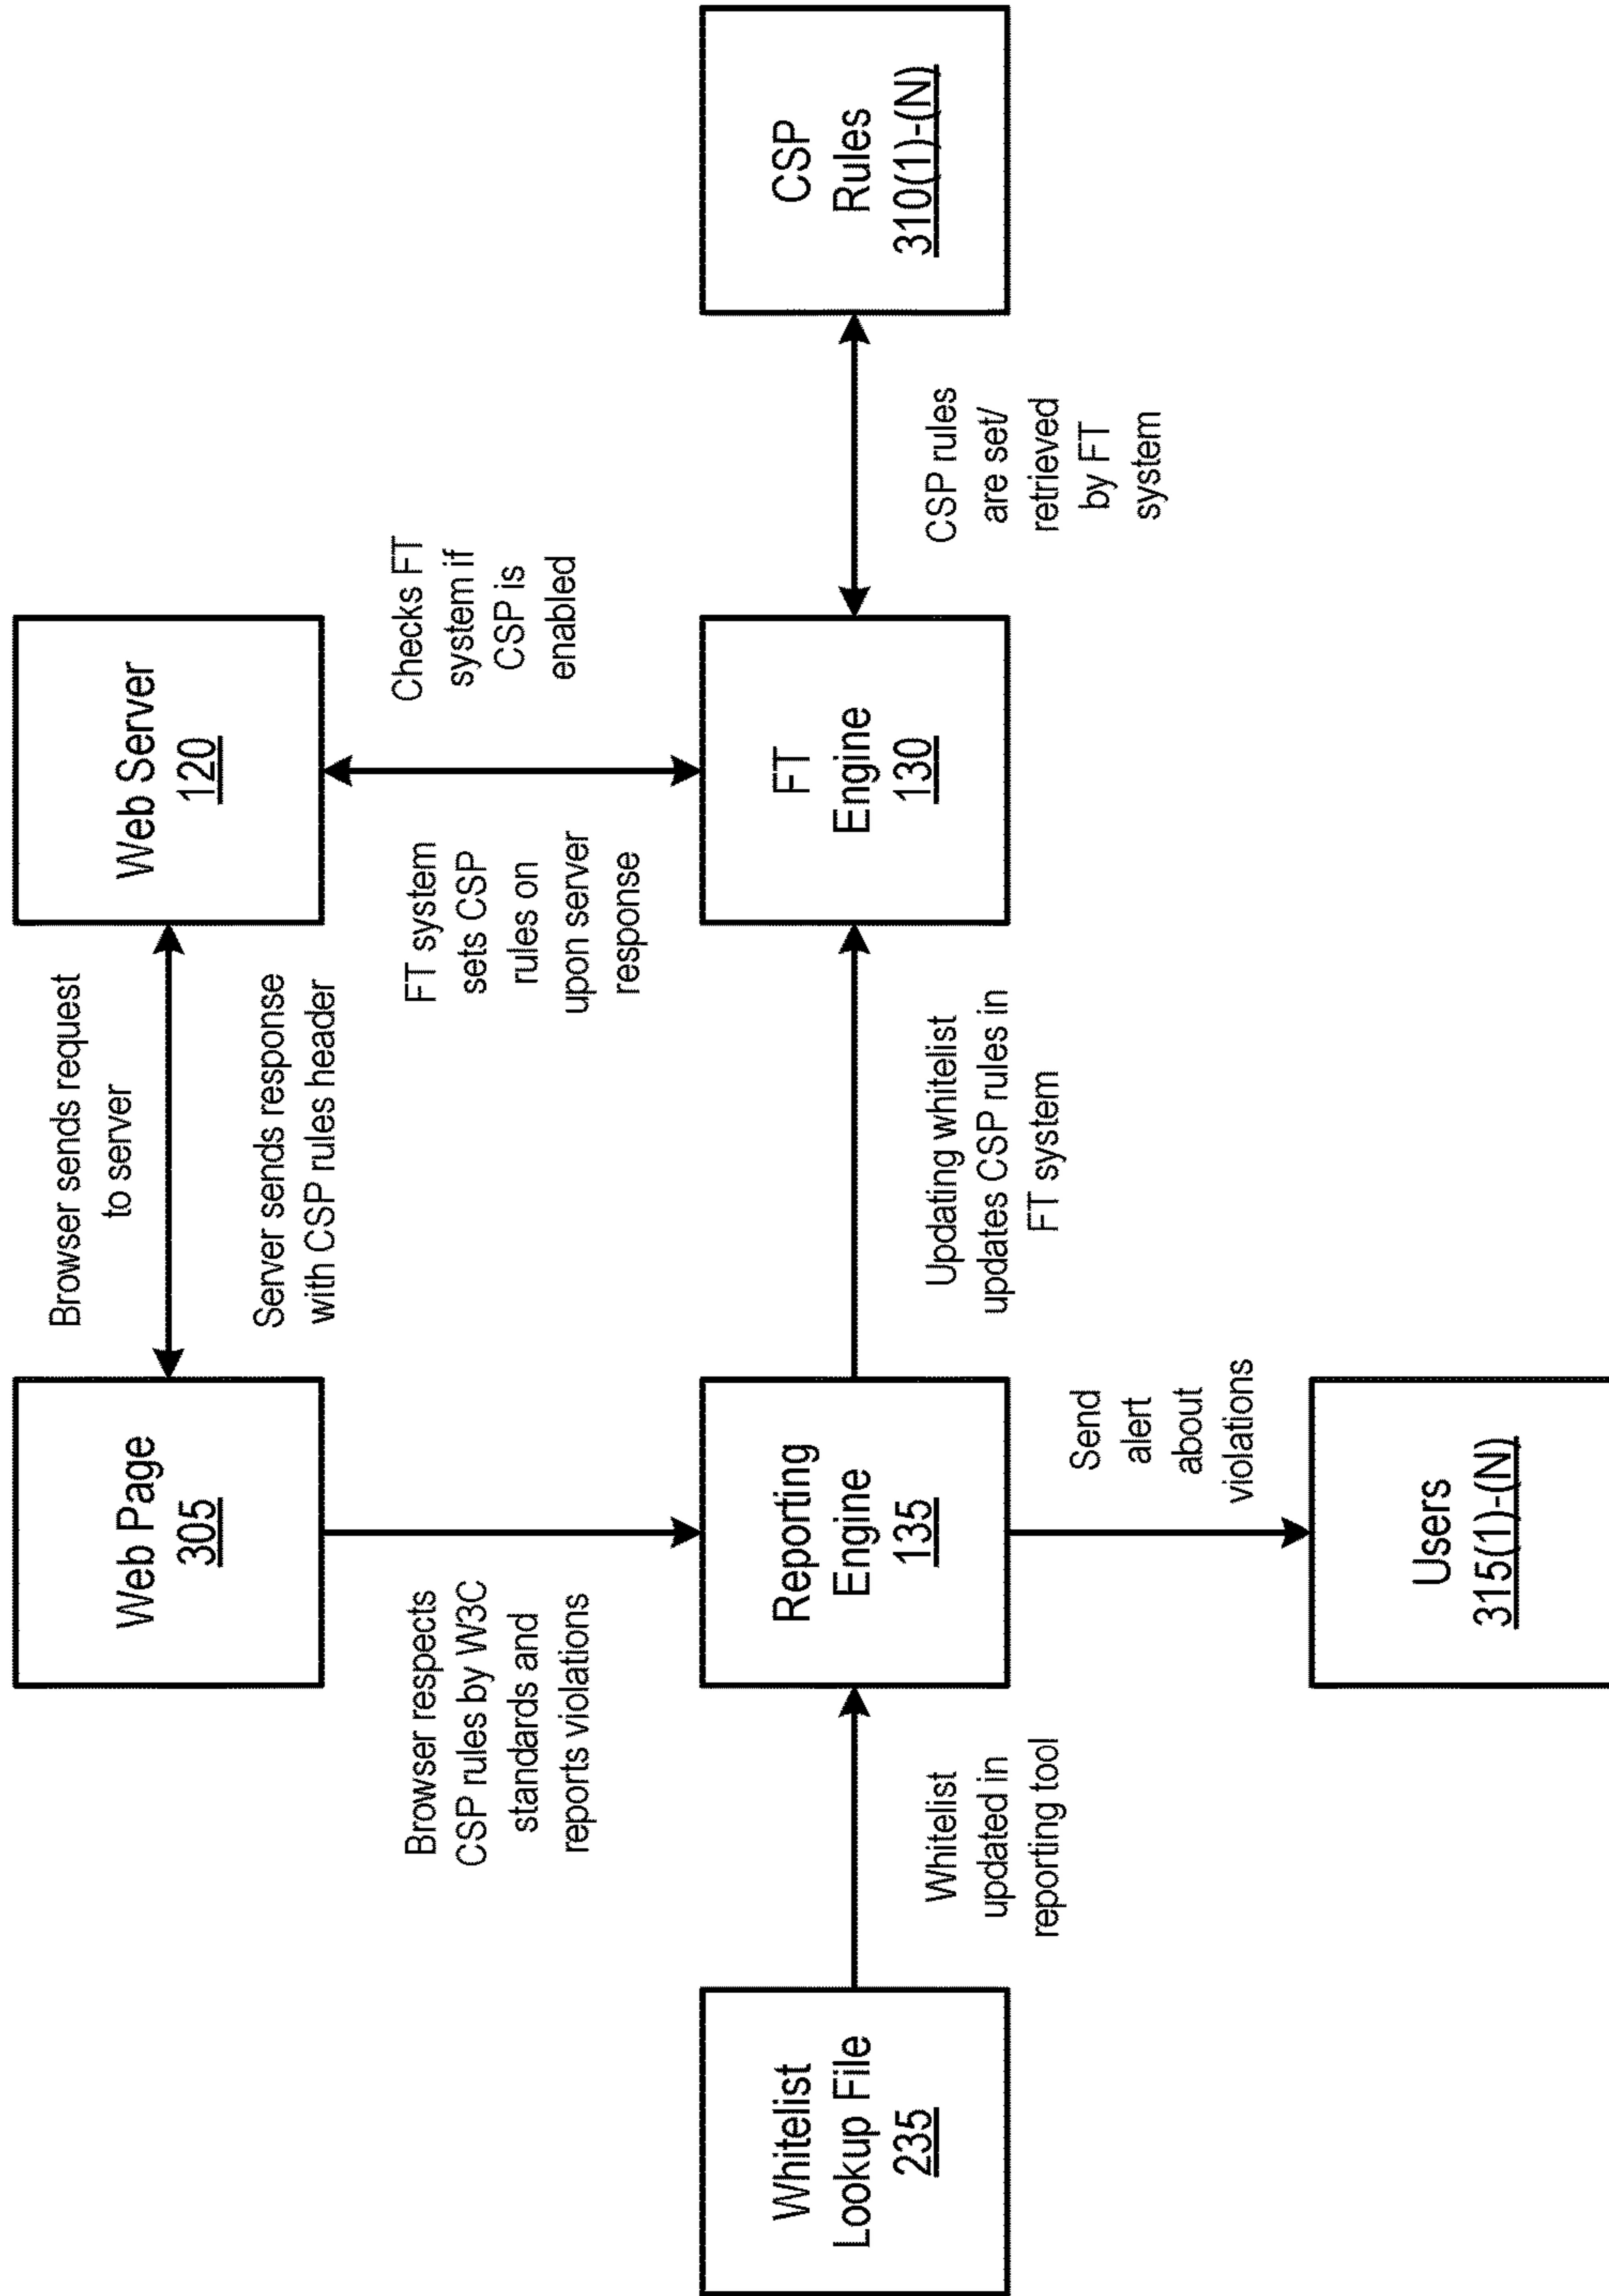 Web Page
305
Browser sends request
to server
Server sends response
with CSP rules header
Web Server
120
Browser respects
CSP rules by W3C
standards and
reports violations
FT system
sets CSP
rules on
upon server
response
Checks FT
system if
CSP is
enabled
Whitelist
Lookup File
235
Whitelist
updated in
reporting tool
Reporting
Engine
135
Updating whitelist
updates CSP rules in
FT system
FT
Engine
130
CSP rules
are set/
retrieved
by FT
system
CSP
Rules
310(1)-(N)
Send
alert
about
violations
Users
315(1)-(N)